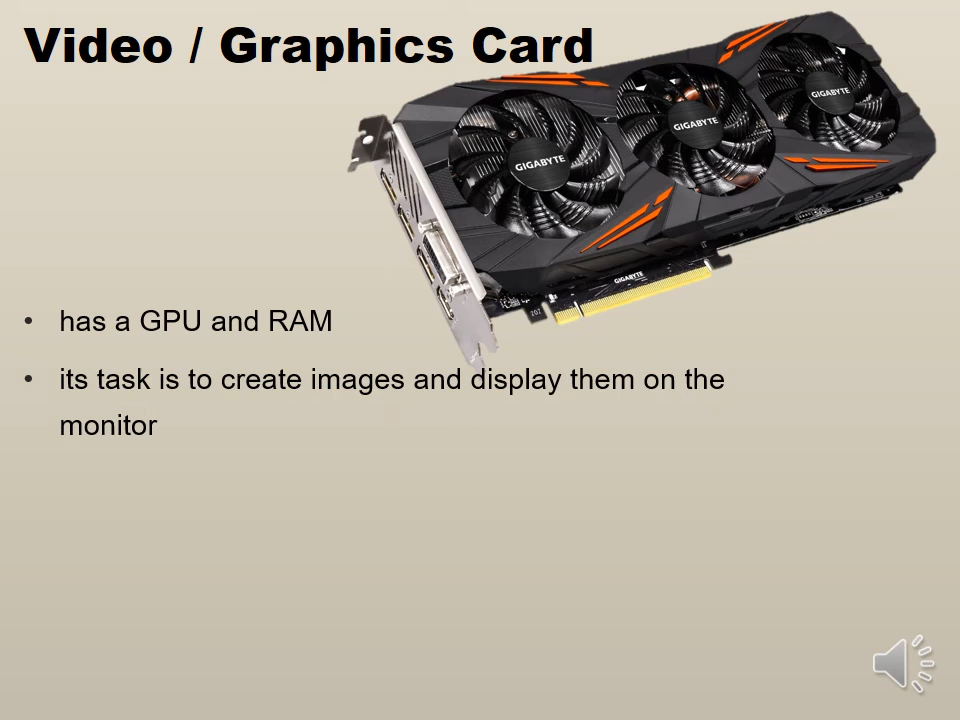 Video / Graphics Card
GIGABYTE
GIGABYTE
GIGABYTE
GIGABYTE
• has a GPU and RAM
• its task is to create images and display them on the
monitor